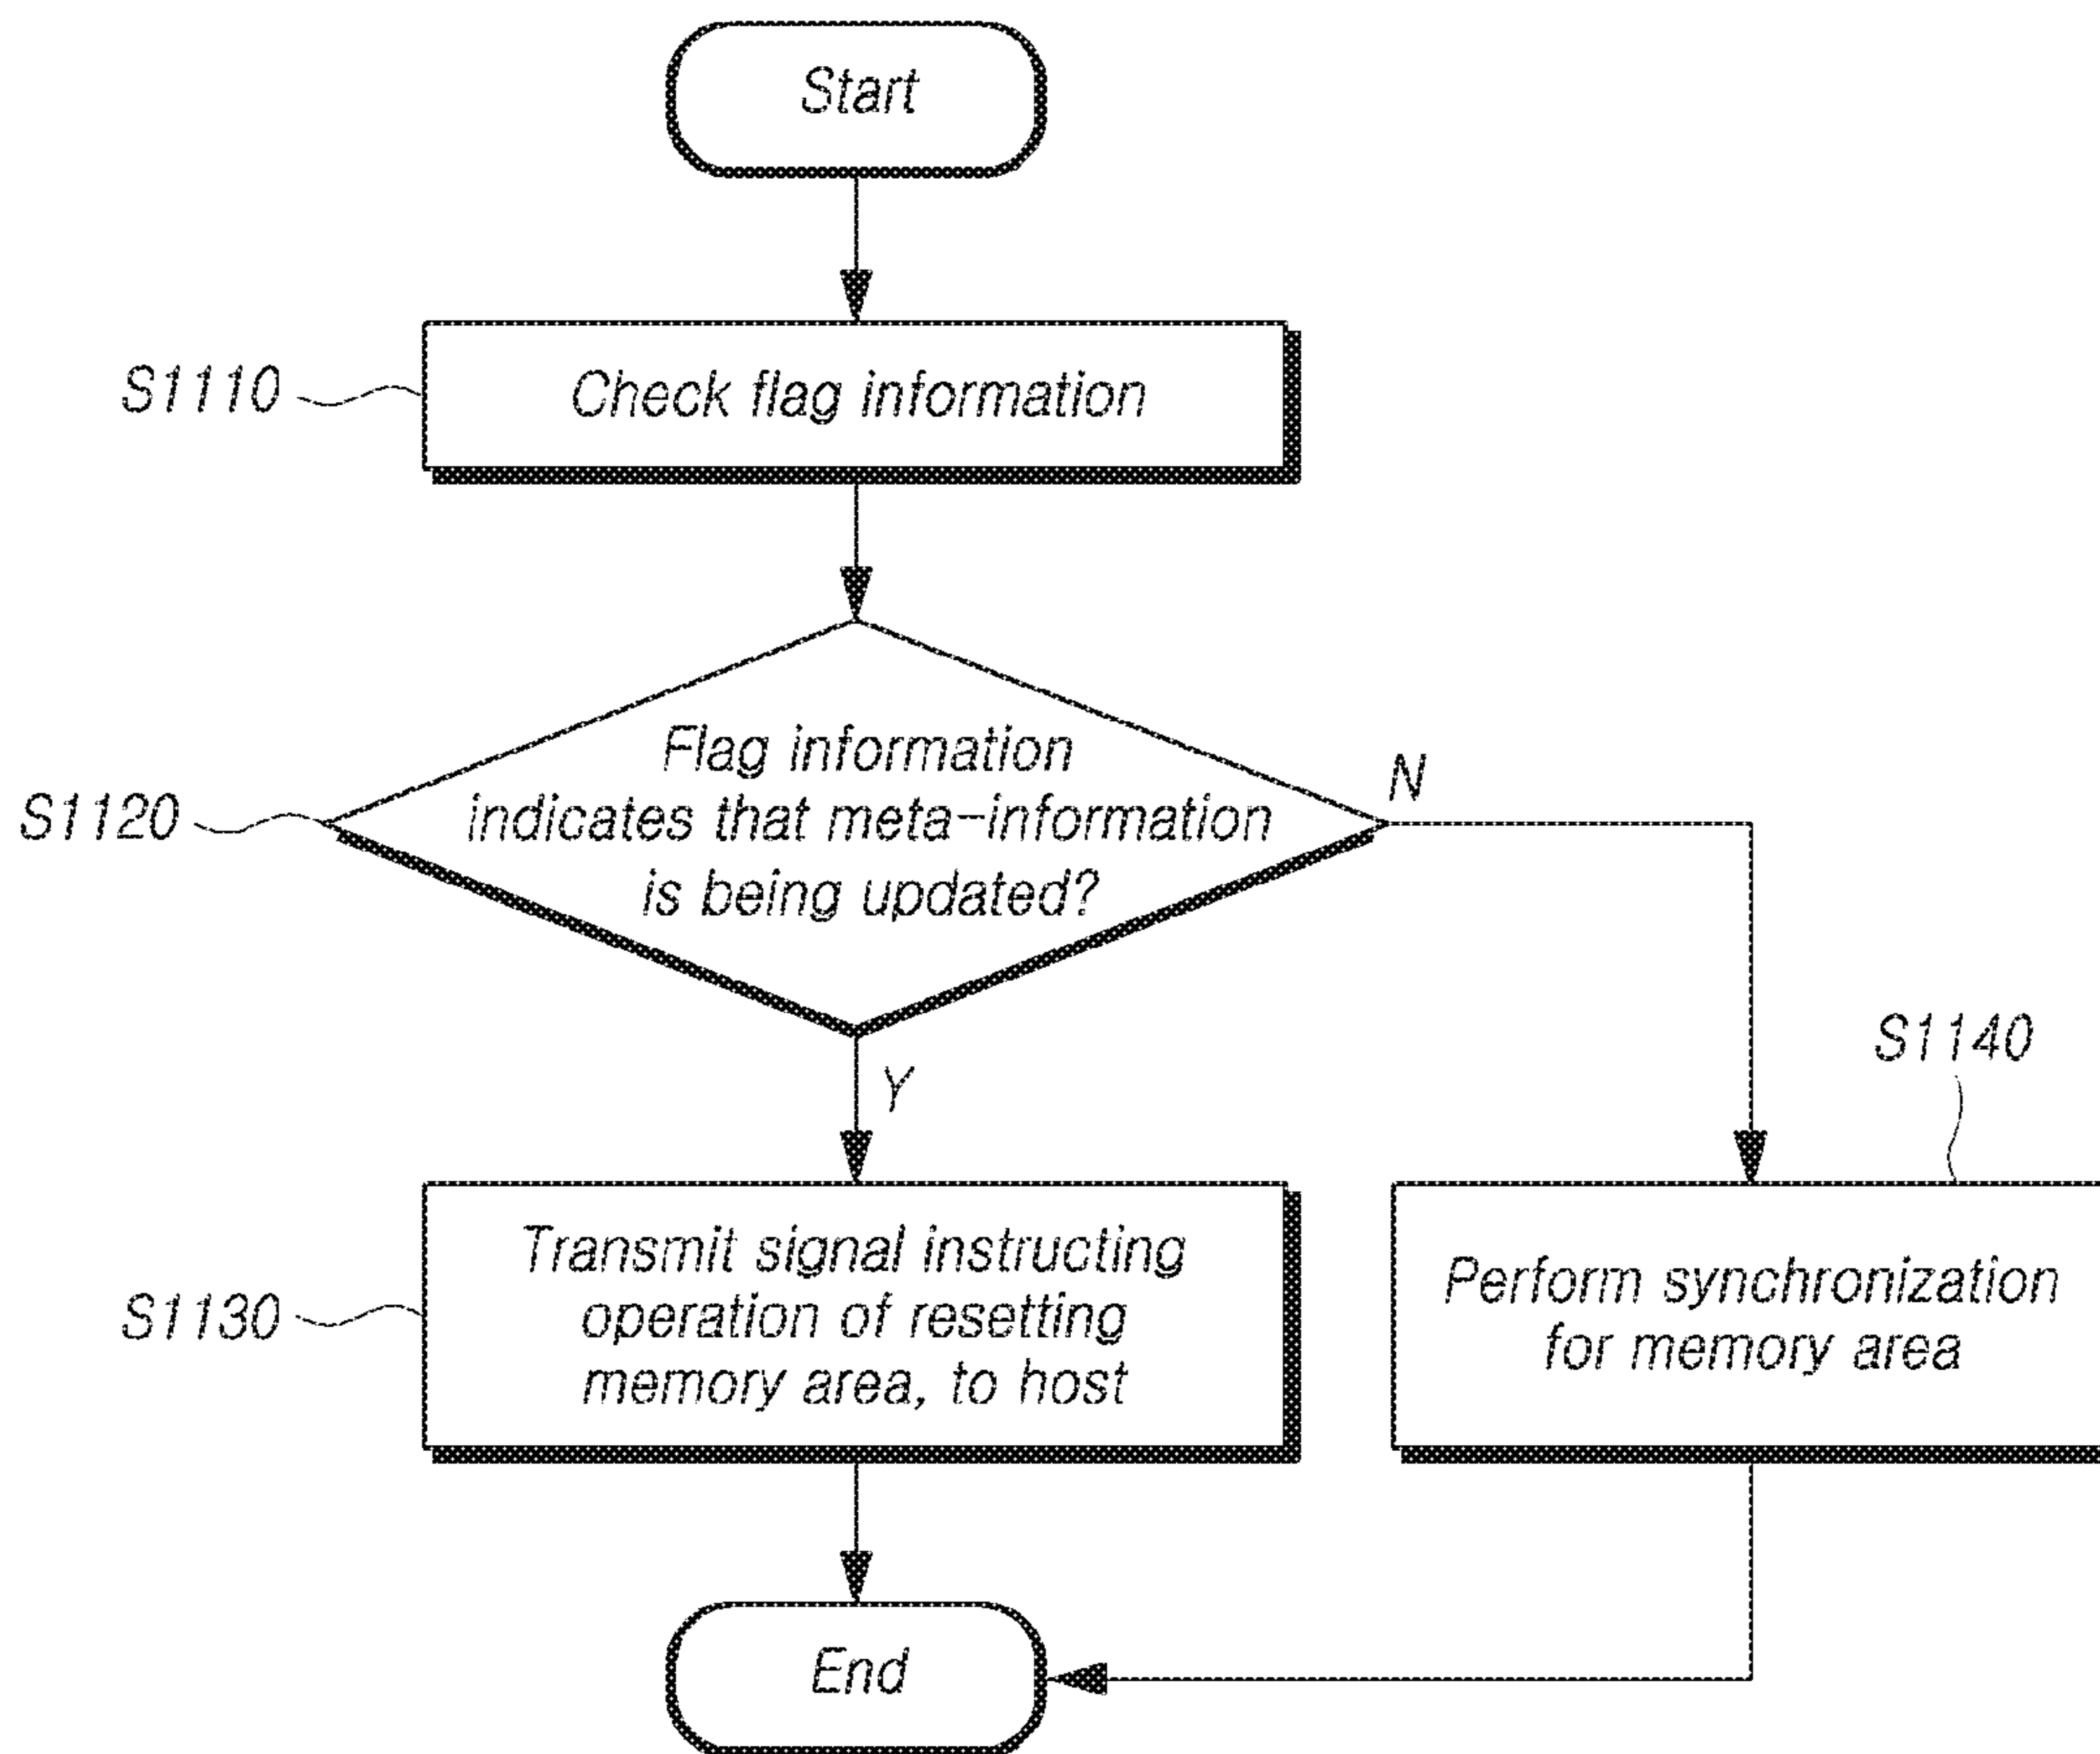 Start
S1110
Check flag information
S1120
Flag information
indicates that meta-information
is being updated?
N
Y
S1140
S1130
Transmit signal instructing
operation of resetting
memory area, to host
Perform synchronization
for memory area
End